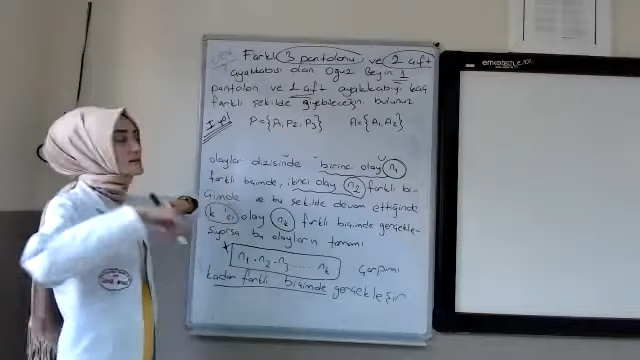 Farklı 3 pantolonu ve 2 çift
ayakkabısı olan Oğuz Beyin 1
pantolon ve 1 çift ayakkabıyı kaç
farklı şekilde giyebileceğini bulunuz
I. yol P={P₁,P₂,P₃} A={A₁,A₂}
olaylar dizisinde birinci olay n₁
farklı biçimde, ikinci olay n₂ farklı bi-
çimde ve bu şekilde devam ettiğinde
k ıncı olay nₖ farklı biçimde gerçekle-
şiyorsa bu olayların tamamı
n₁.n₂.n₃.....nₖ çarpımı
kadar farklı biçimde gerçekleşir